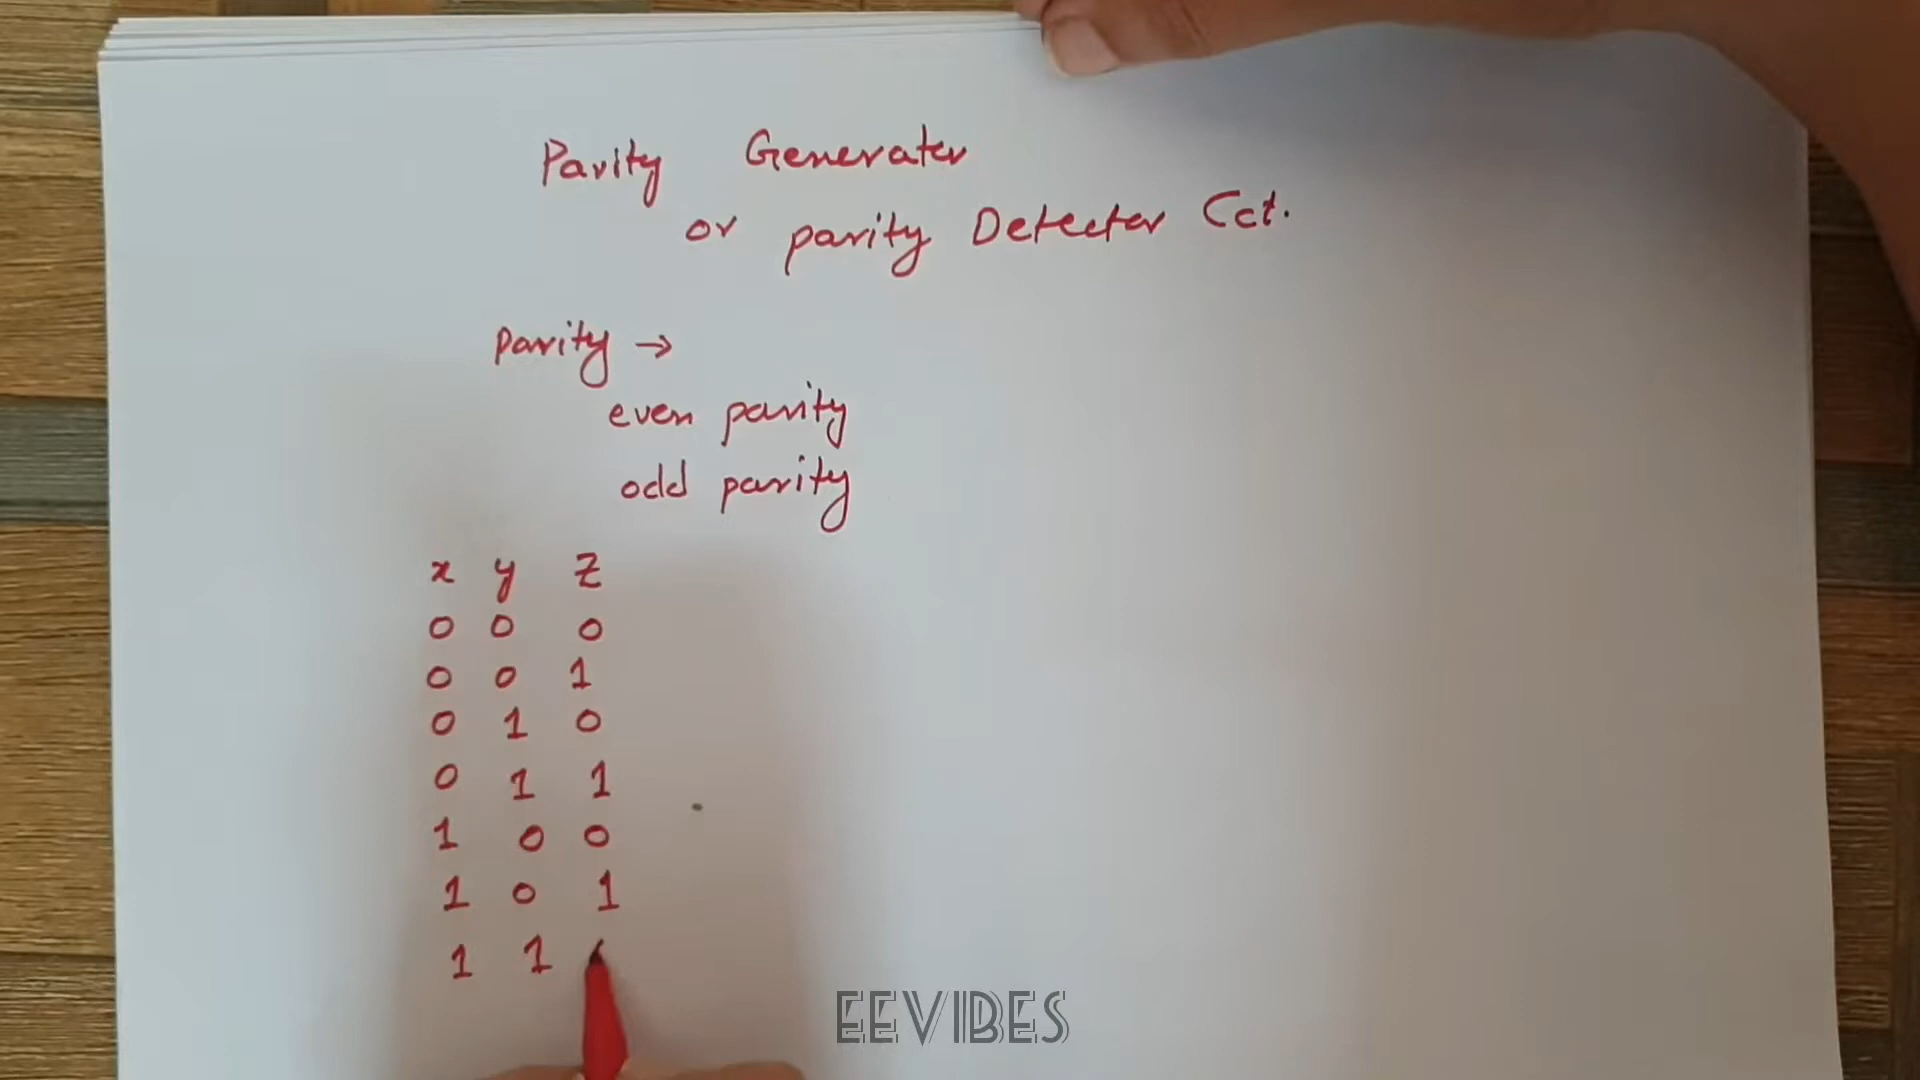 Parity Generater
or parity Detecter Cct.
parity →
even parity
odd parity
x y z
0 0 0
0 0 1
0 1 0
0 1 1
1 0 0
1 0 1
1 1
EEVIBES